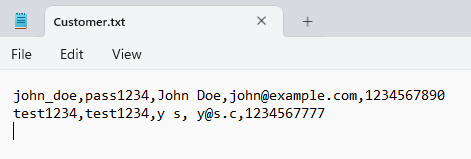 Customer.txt
File Edit View
john_doe,pass1234,John Doe,john@example.com,1234567890
test1234,test1234,y s, y@s.c,1234567777